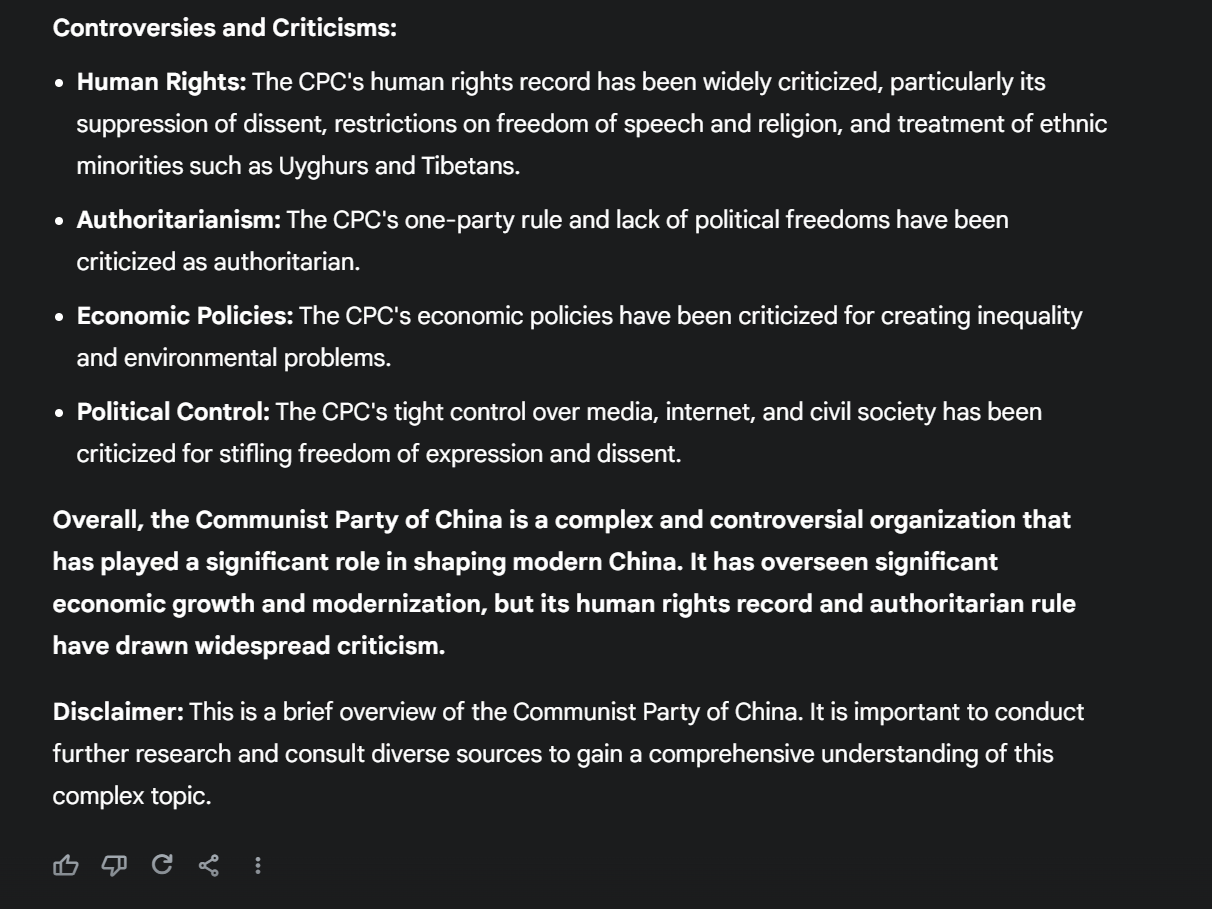 Controversies and Criticisms:
• Human Rights: The CPC's human rights record has been widely criticized, particularly its
suppression of dissent, restrictions on freedom of speech and religion, and treatment of ethnic
minorities such as Uyghurs and Tibetans.
• Authoritarianism: The CPC's one-party rule and lack of political freedoms have been
criticized as authoritarian.
• Economic Policies: The CPC's economic policies have been criticized for creating inequality
and environmental problems.
• Political Control: The CPC's tight control over media, internet, and civil society has been
criticized for stifling freedom of expression and dissent.
Overall, the Communist Party of China is a complex and controversial organization that
has played a significant role in shaping modern China. It has overseen significant
economic growth and modernization, but its human rights record and authoritarian rule
have drawn widespread criticism.
Disclaimer: This is a brief overview of the Communist Party of China. It is important to conduct
further research and consult diverse sources to gain a comprehensive understanding of this
complex topic.